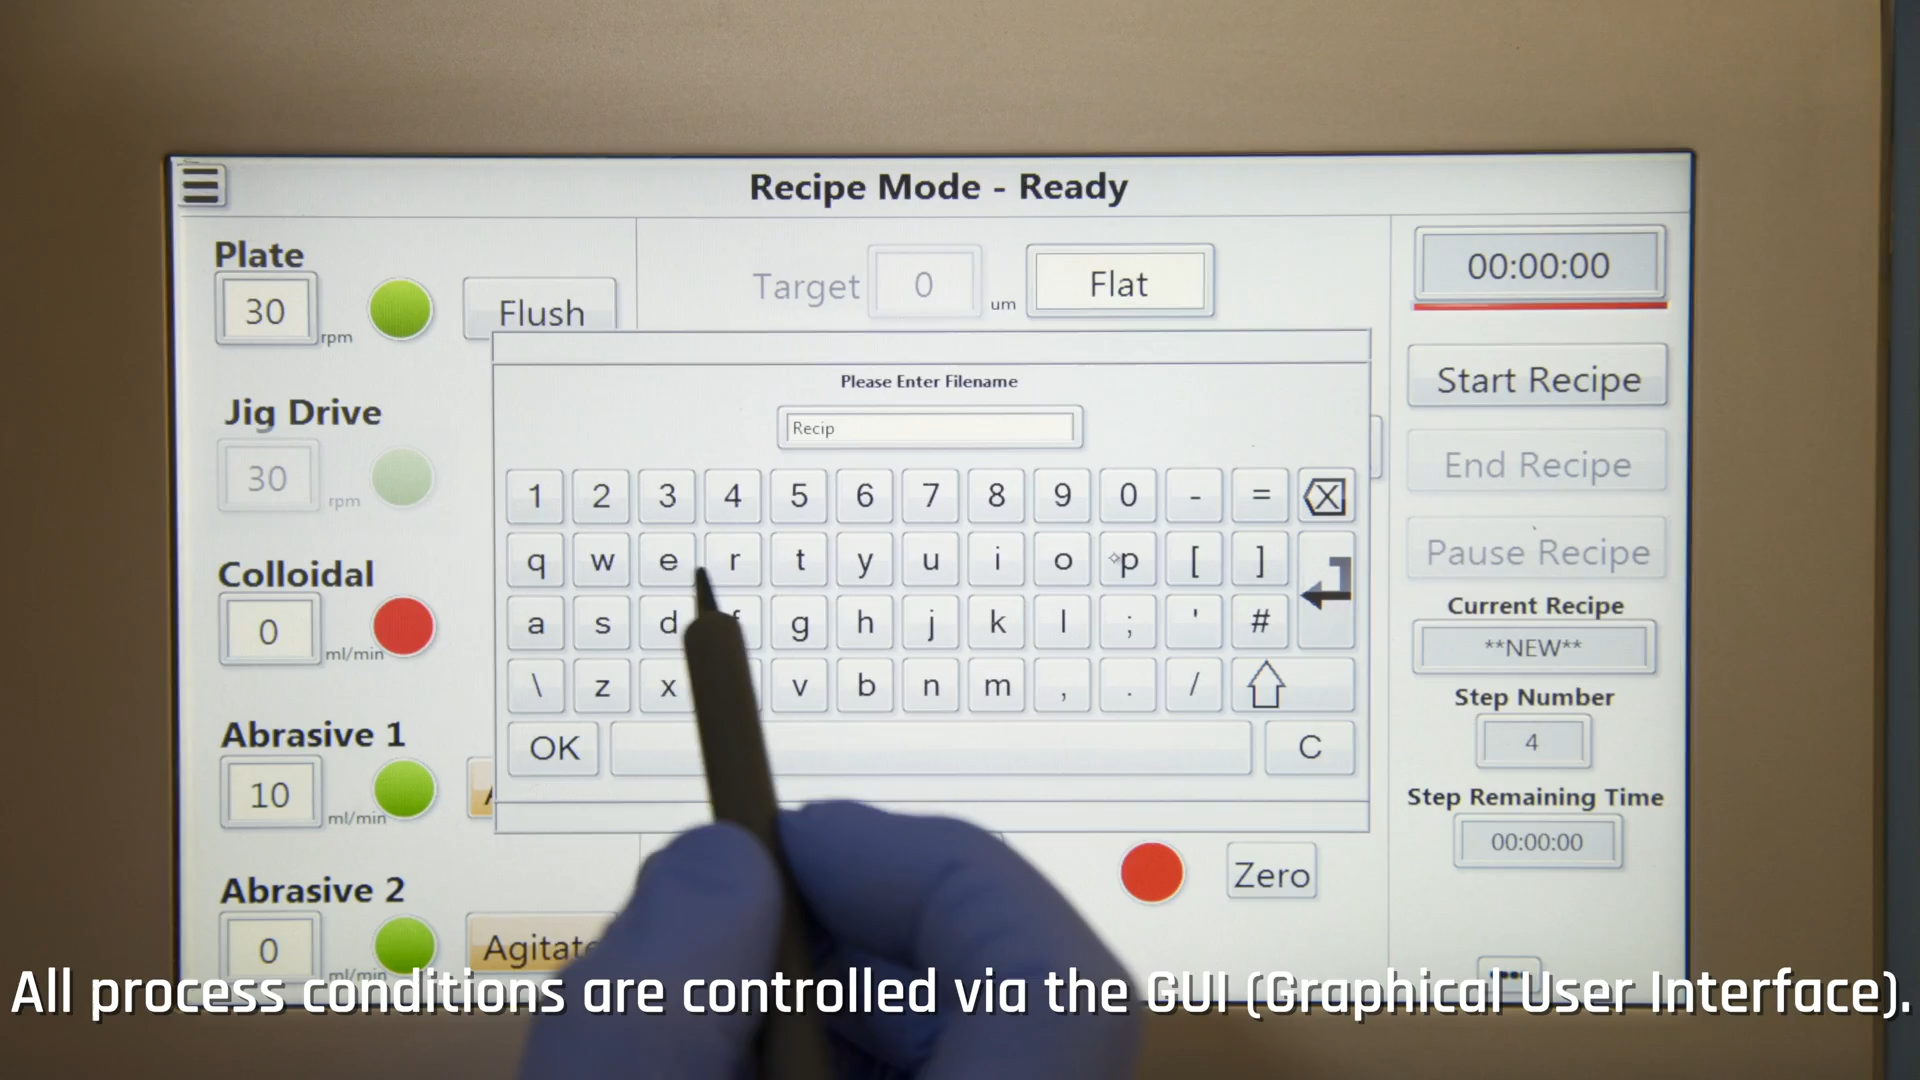 Recipe Mode - Ready
Plate
30
rpm
Flush
Target
0
um
Flat
00:00:00
Jig Drive
30
rpm
Please Enter Filename
Recip
1 2 3 4 5 6 7 8 9 0 - =
q w e r t y u i o p [ ]
a s d f g h j k l ; ' #
\ z x v b n m , . /
OK
C
Start Recipe
End Recipe
Pause Recipe
Current Recipe
**NEW**
Step Number
4
Step Remaining Time
00:00:00
Colloidal
0
ml/min
Abrasive 1
10
ml/min
Abrasive 2
0
ml/min
Agitate
Zero
All process conditions are controlled via the GUI (Graphical User Interface).